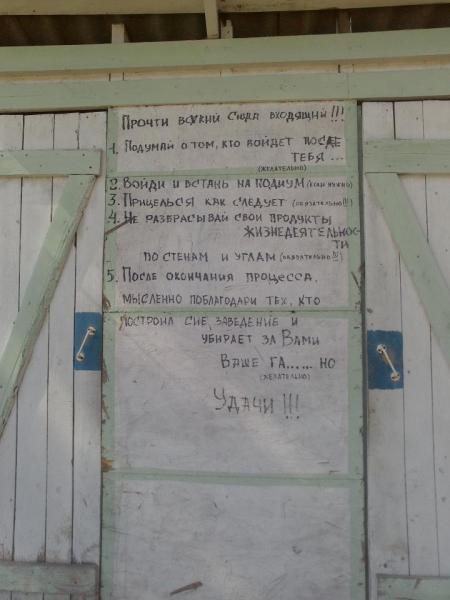 Прочти всякий сюда входящий!!!
1. Подумай о том, кто войдет после
тебя...
(желательно)
2. Войди и встань на подиум (если нужно)
3. Прицелься как следует (обязательно!!!)
4. Не разбрасывай свои продукты
жизнедеятельнос-
ти
по стенам и углам (обязательно!!!)
5. После окончания процесса,
мысленно поблагодари тех, кто
построил сие заведение и
убирает за Вами
Ваше га......но
(желательно)
Удачи!!!